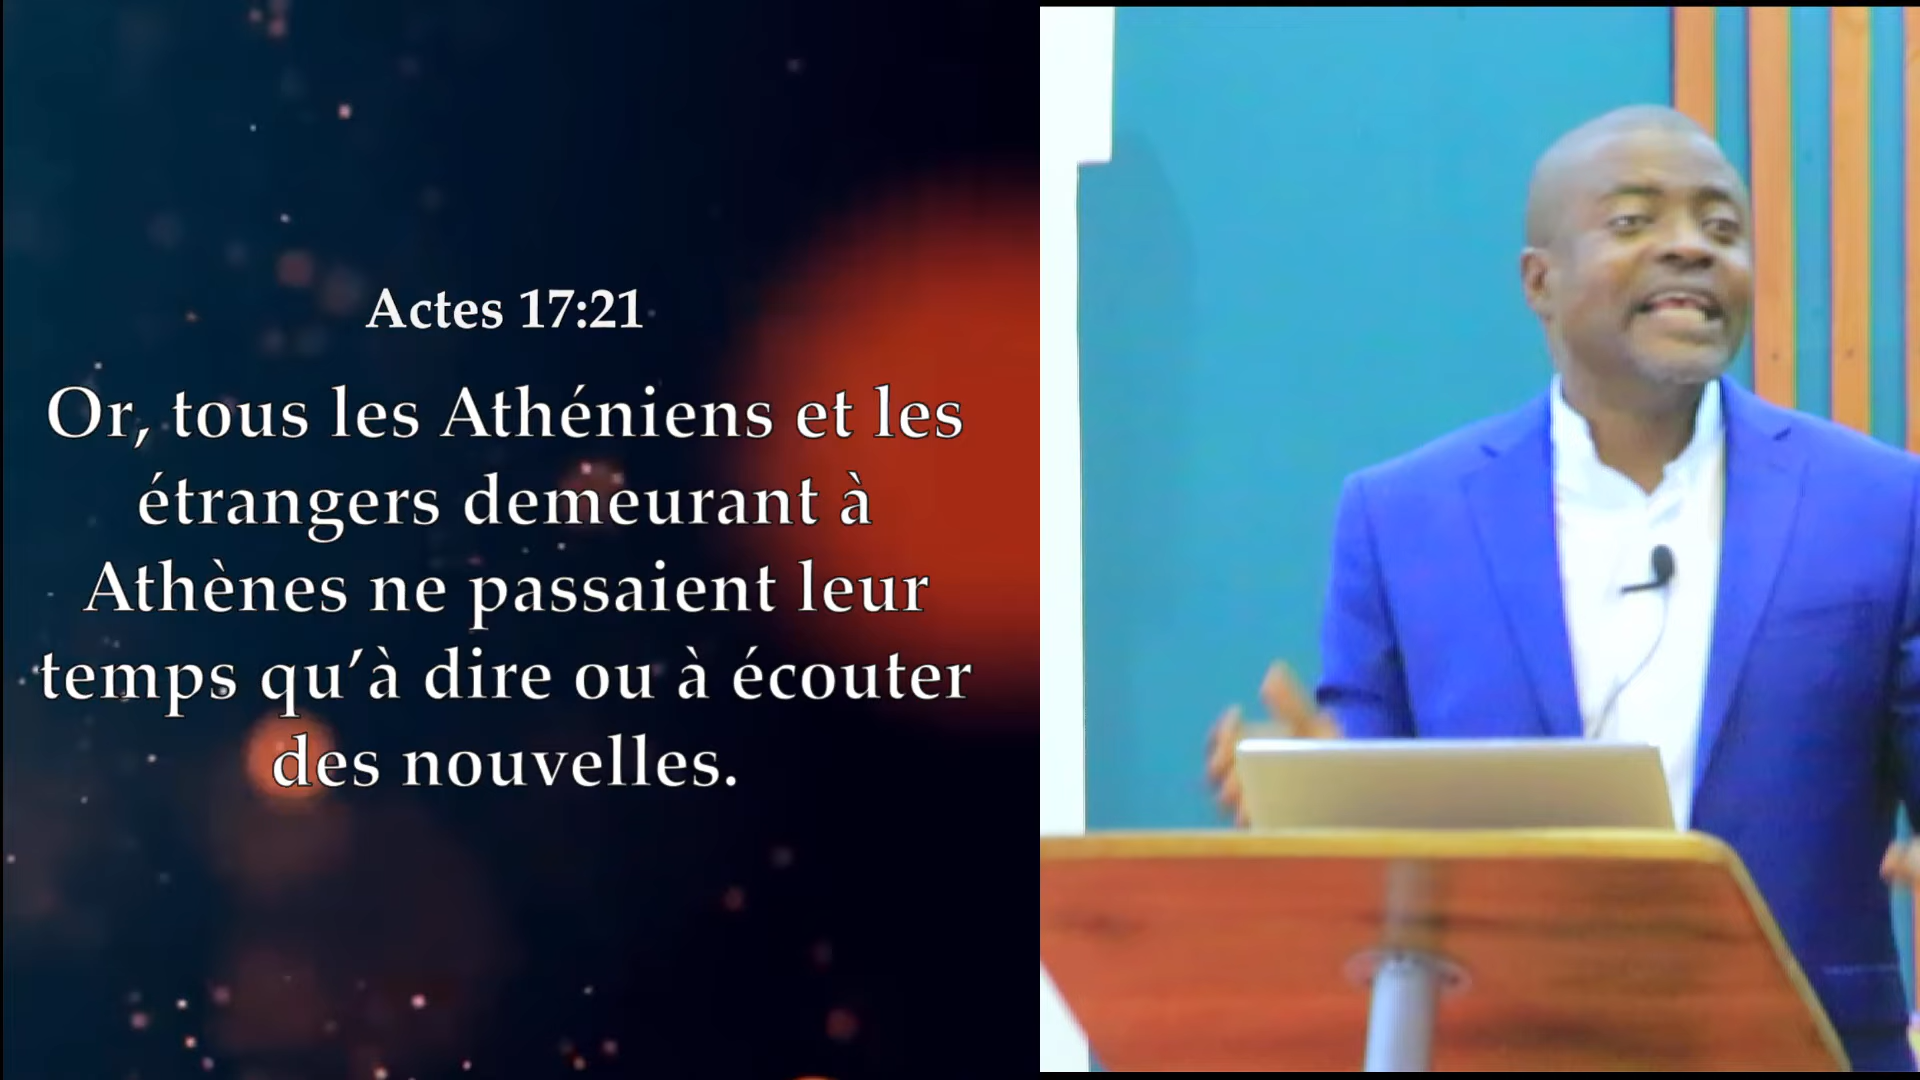 Actes 17:21
Or, tous les Athéniens et les
étrangers demeurant à
Athènes ne passaient leur
temps qu’à dire ou à écouter
des nouvelles.